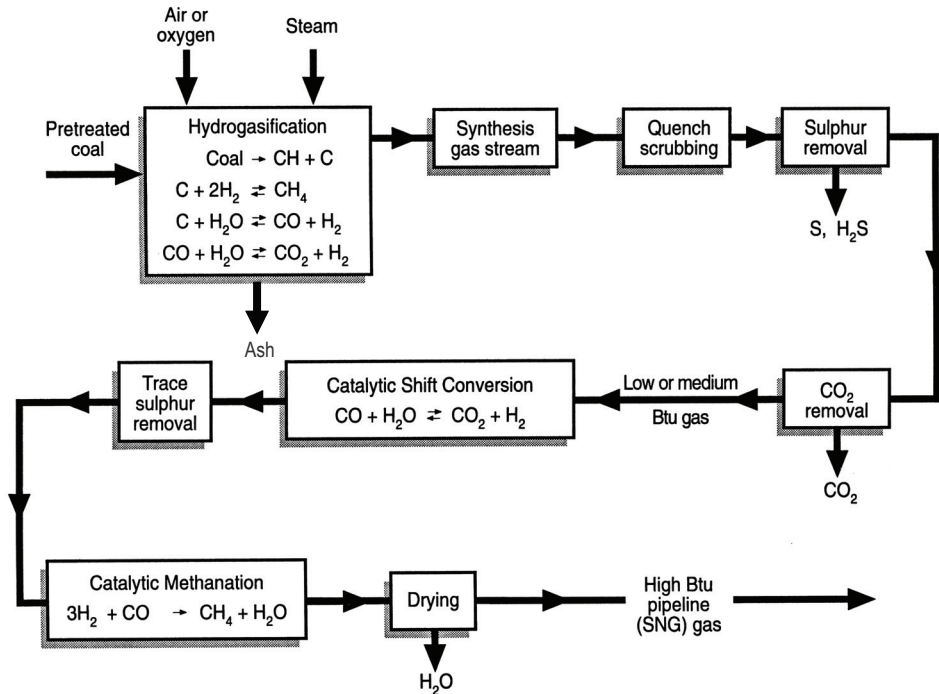 Air or
oxygen
Steam
Pretreated
coal
Hydrogasification
Coal → CH + C
C + 2H₂ ⇌ CH₄
C + H₂O ⇌ CO + H₂
CO + H₂O ⇌ CO₂ + H₂
Synthesis
gas stream
Quench
scrubbing
Sulphur
removal
S, H₂S
Ash
Trace
sulphur
removal
Catalytic Shift Conversion
CO + H₂O ⇌ CO₂ + H₂
Low or medium
Btu gas
CO₂
removal
CO₂
Catalytic Methanation
3H₂ + CO → CH₄ + H₂O
Drying
H₂O
High Btu
pipeline
(SNG) gas